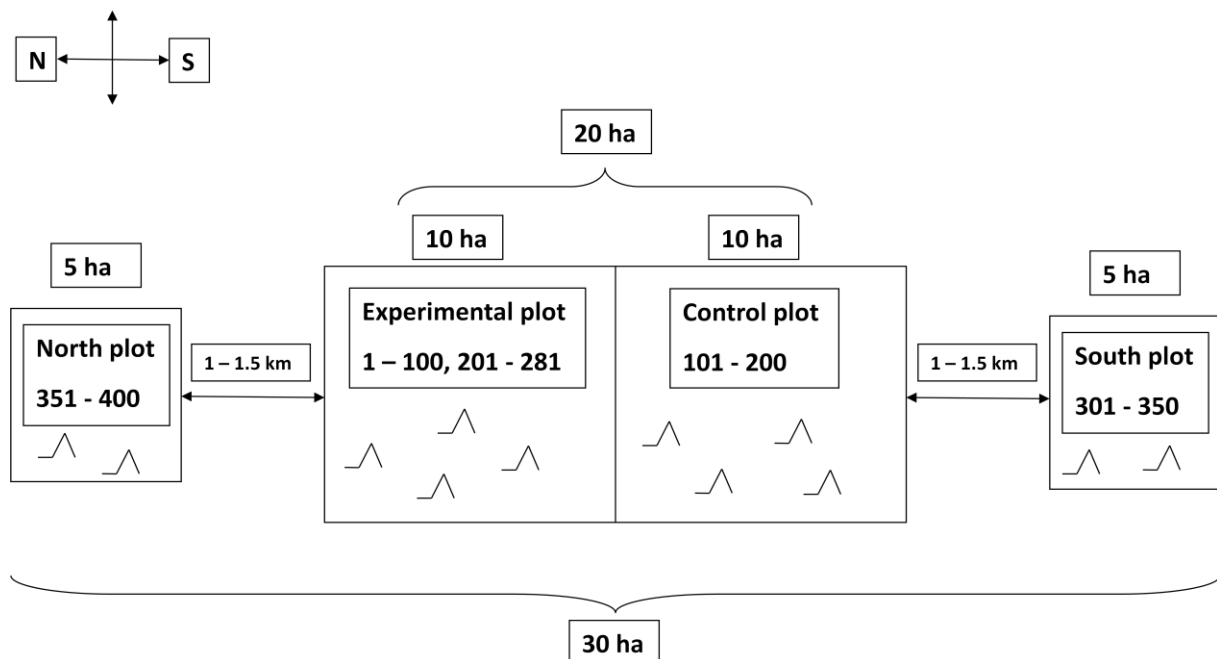 N
S
20 ha
10 ha
10 ha
5 ha
5 ha
North plot
351 - 400
1 – 1.5 km
Experimental plot
1 – 100, 201 - 281
Control plot
101 - 200
1 – 1.5 km
South plot
301 - 350
30 ha